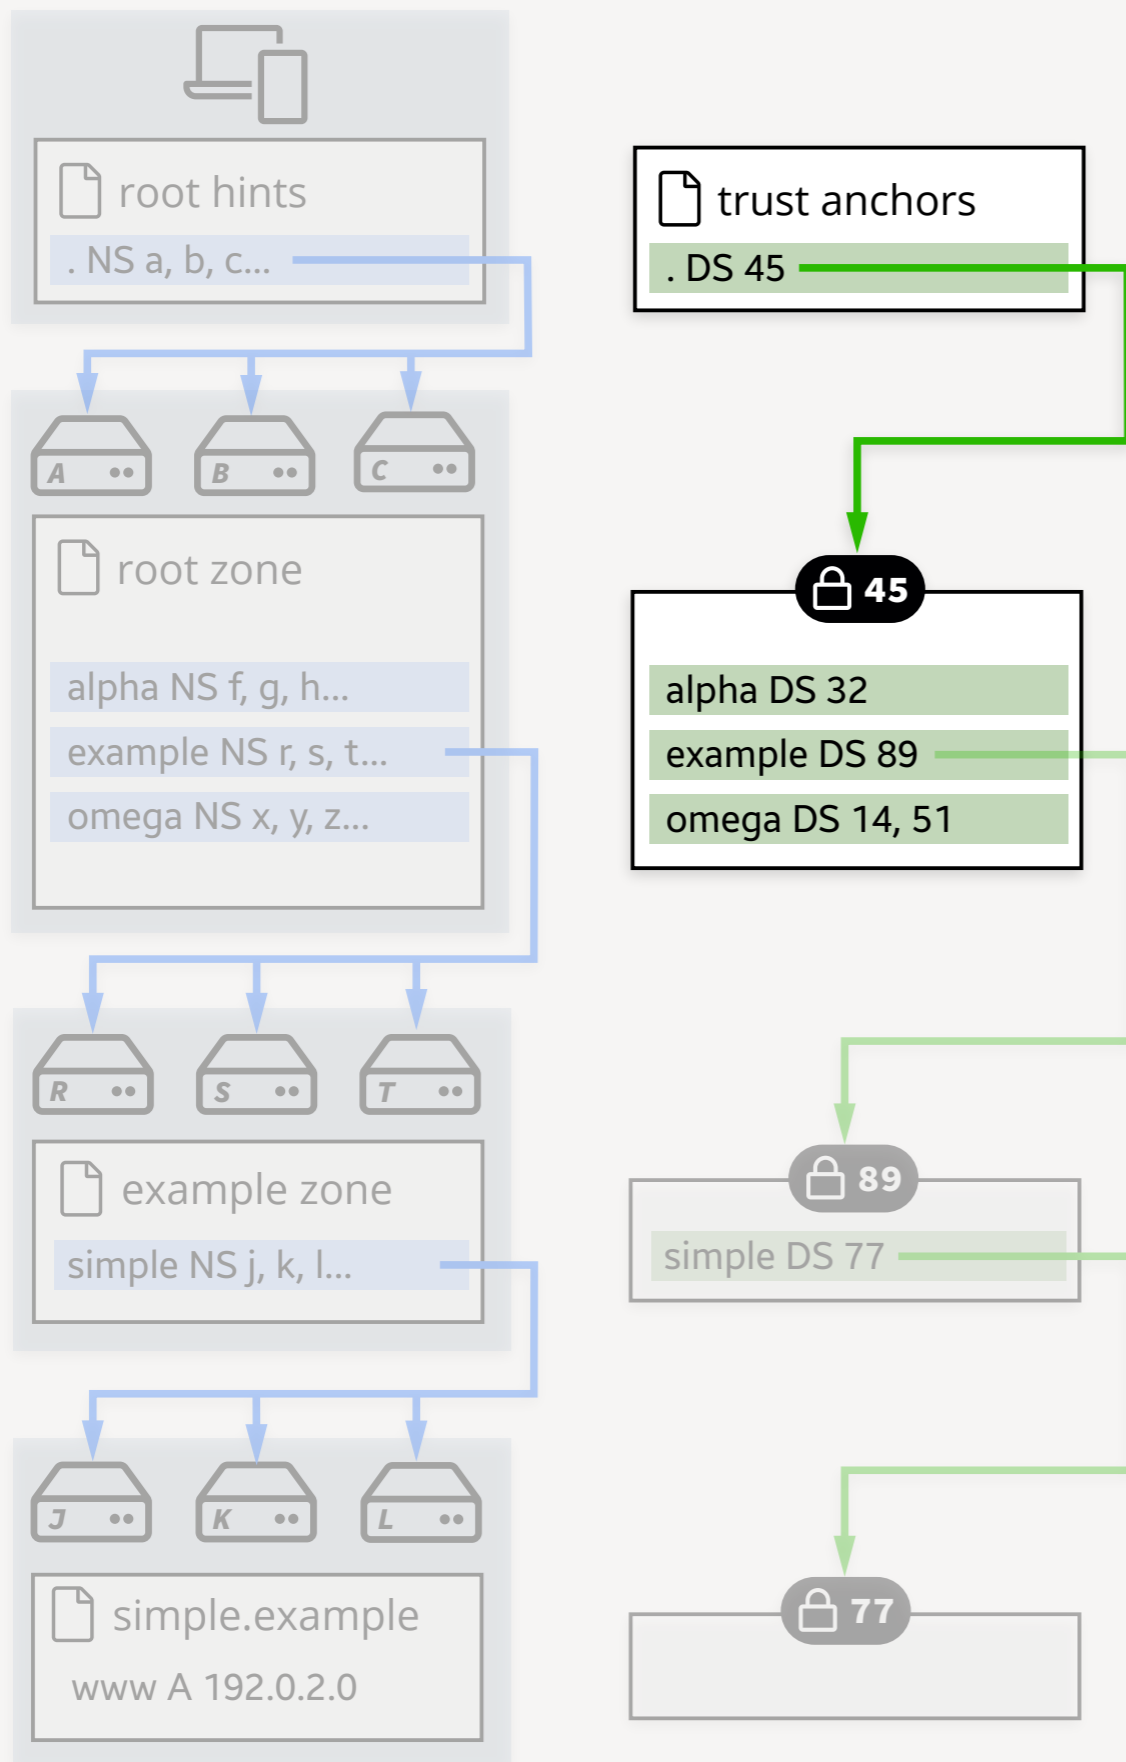 root hints
. NS a, b, c...
A
B
C
root zone
alpha NS f, g, h...
example NS r, s, t...
omega NS x, y, z...
R
S
T
example zone
simple NS j, k, l...
J
K
L
simple.example
www A 192.0.2.0
trust anchors
. DS 45
45
alpha DS 32
example DS 89
omega DS 14, 51
89
simple DS 77
77